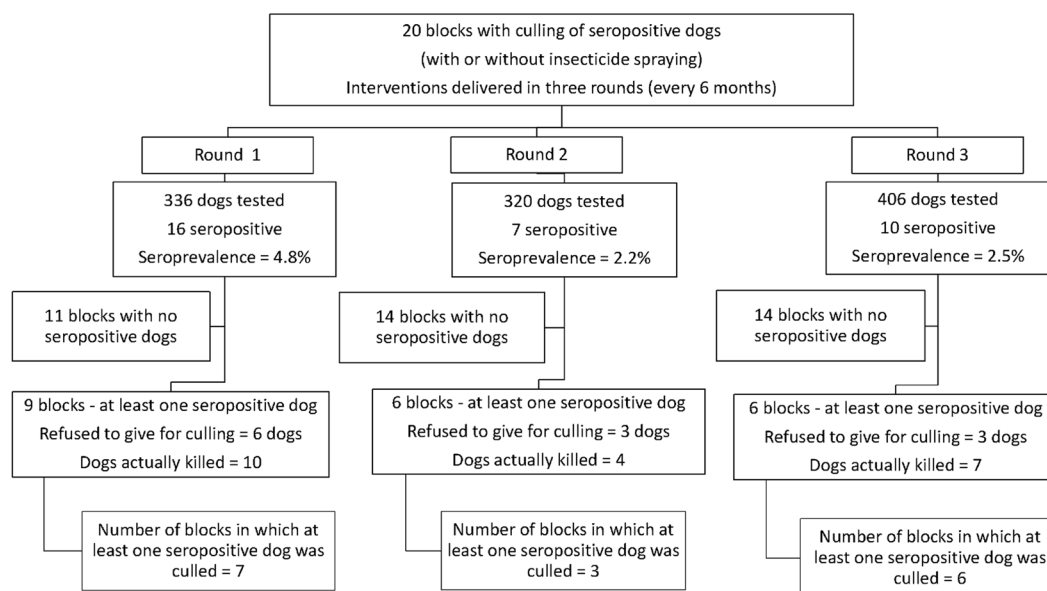 20 blocks with culling of seropositive dogs
(with or without insecticide spraying)
Interventions delivered in three rounds (every 6 months)
Round 1
336 dogs tested
16 seropositive
Seroprevalence = 4.8%
11 blocks with no
seropositive dogs
9 blocks - at least one seropositive dog
Refused to give for culling = 6 dogs
Dogs actually killed = 10
Number of blocks in which at
least one seropositive dog was
culled = 7
Round 2
320 dogs tested
7 seropositive
Seroprevalence = 2.2%
14 blocks with no
seropositive dogs
6 blocks - at least one seropositive dog
Refused to give for culling = 3 dogs
Dogs actually killed = 4
Number of blocks in which at
least one seropositive dog was
culled = 3
Round 3
406 dogs tested
10 seropositive
Seroprevalence = 2.5%
14 blocks with no
seropositive dogs
6 blocks - at least one seropositive dog
Refused to give for culling = 3 dogs
Dogs actually killed = 7
Number of blocks in which at
least one seropositive dog was
culled = 6